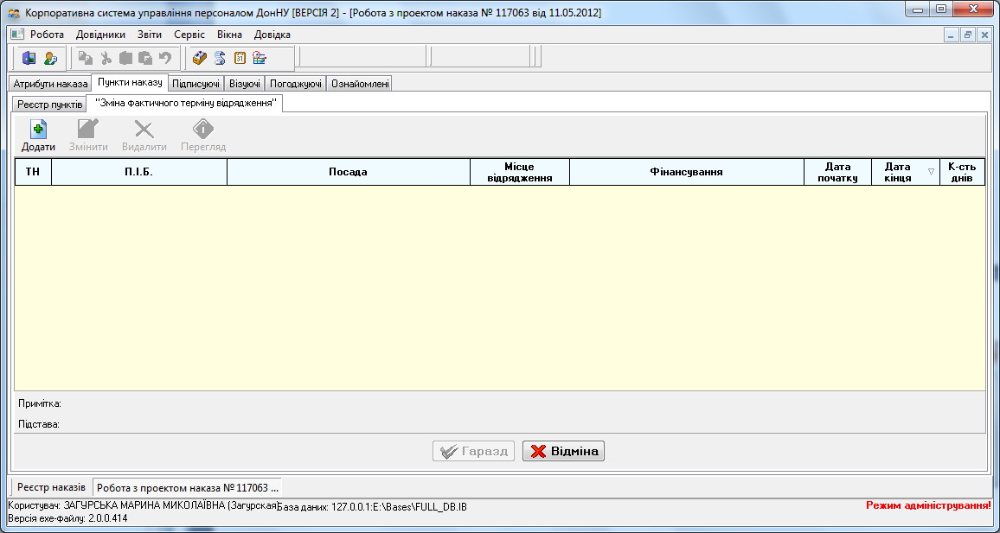 Корпоративна система управління персоналом ДонНУ [ВЕРСІЯ 2] - [Робота з проектом наказа № 117063 від 11.05.2012]
Робота Довідники Звіти Сервіс Вікна Довідка
Атрибути наказа Пункти наказу Підписуючі Візуючі Погоджуючі Ознайомлені
Реєстр пунктів "Зміна фактичного терміну відрядження"
Додати Змінити Видалити Перегляд
ТН П.І.Б. Посада Місце відрядження Фінансування Дата початку Дата кінця К-сть днів
Примітка:
Підстава:
Гаразд Відміна
Реєстр наказів Робота з проектом наказа № 117063 ...
Користувач: ЗАГУРСЬКА МАРИНА МИКОЛАЇВНА (Загурская) База даних: 127.0.0.1:E:\Bases\FULL_DB.IB Режим адміністрування!
Версія exe-файлу: 2.0.0.414